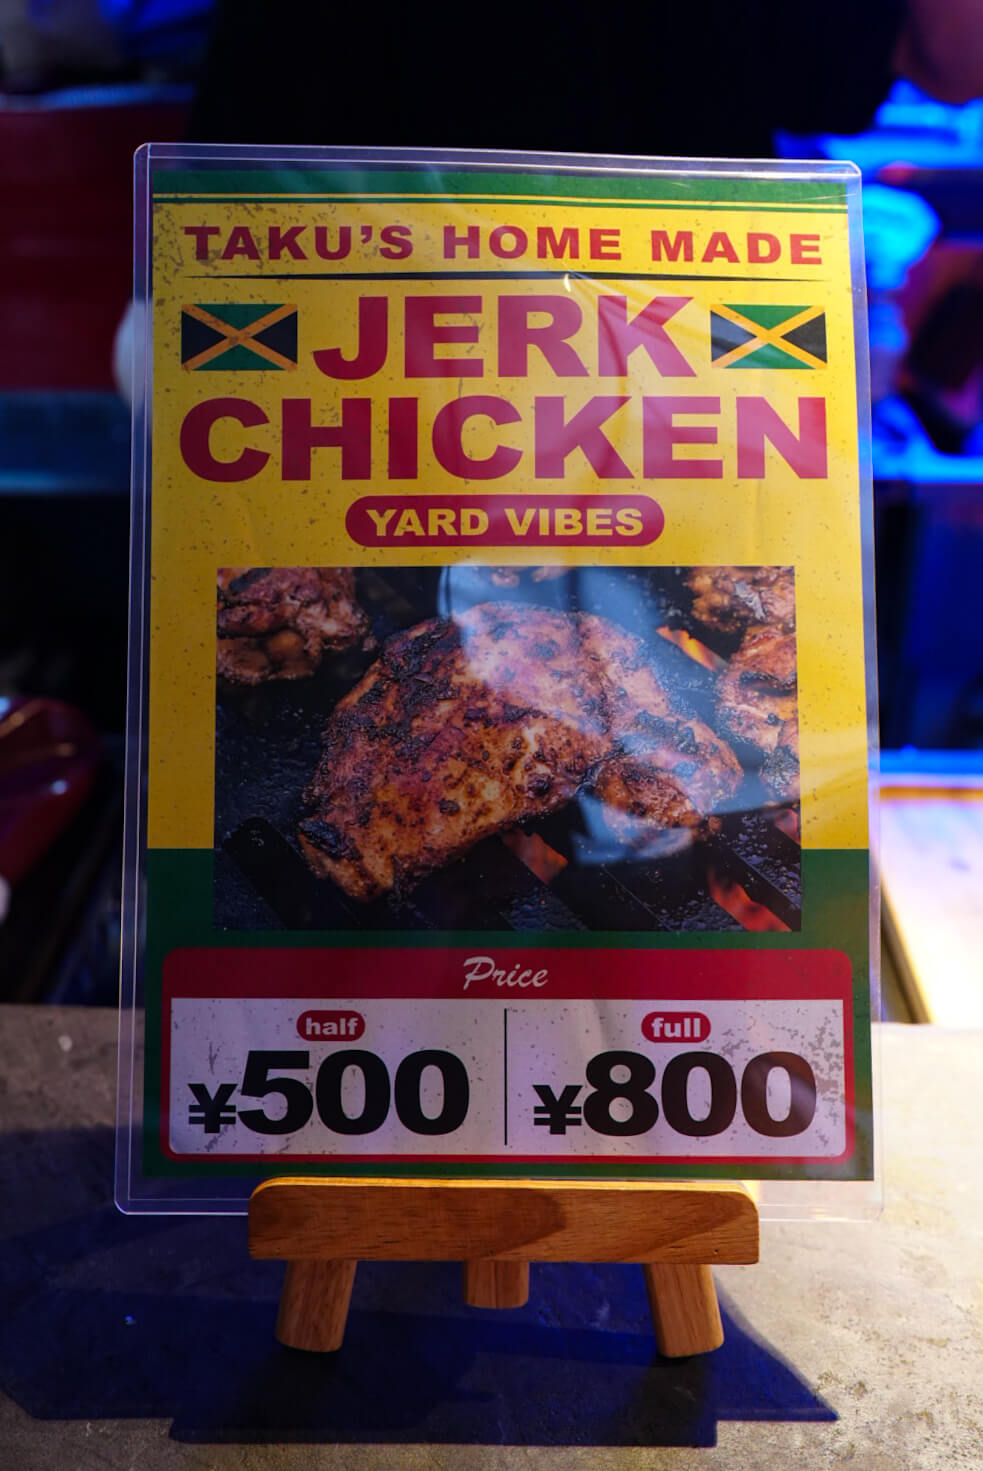 TAKU'S HOME MADE
JERK
CHICKEN
YARD VIBES
Price
half
¥500
full
¥800